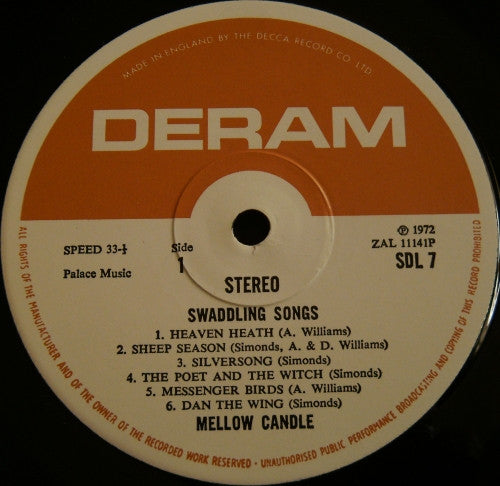 MADE IN ENGLAND BY THE DECCA RECORD CO. LTD.
DERAM
SPEED 33-⅓
Side
℗ 1972
ZAL 11141P
Palace Music
1
SDL 7
STEREO
SWADDLING SONGS
1. HEAVEN HEATH (A. Williams)
2. SHEEP SEASON (Simonds, A. & D. Williams)
3. SILVERSONG (Simonds)
4. THE POET AND THE WITCH (Simonds)
5. MESSENGER BIRDS (A. Williams)
6. DAN THE WING (Simonds)
MELLOW CANDLE
ALL RIGHTS OF THE MANUFACTURER AND OF THE OWNER OF THE RECORDED WORK RESERVED · UNAUTHORISED PUBLIC PERFORMANCE BROADCASTING AND COPYING OF THIS RECORD PROHIBITED